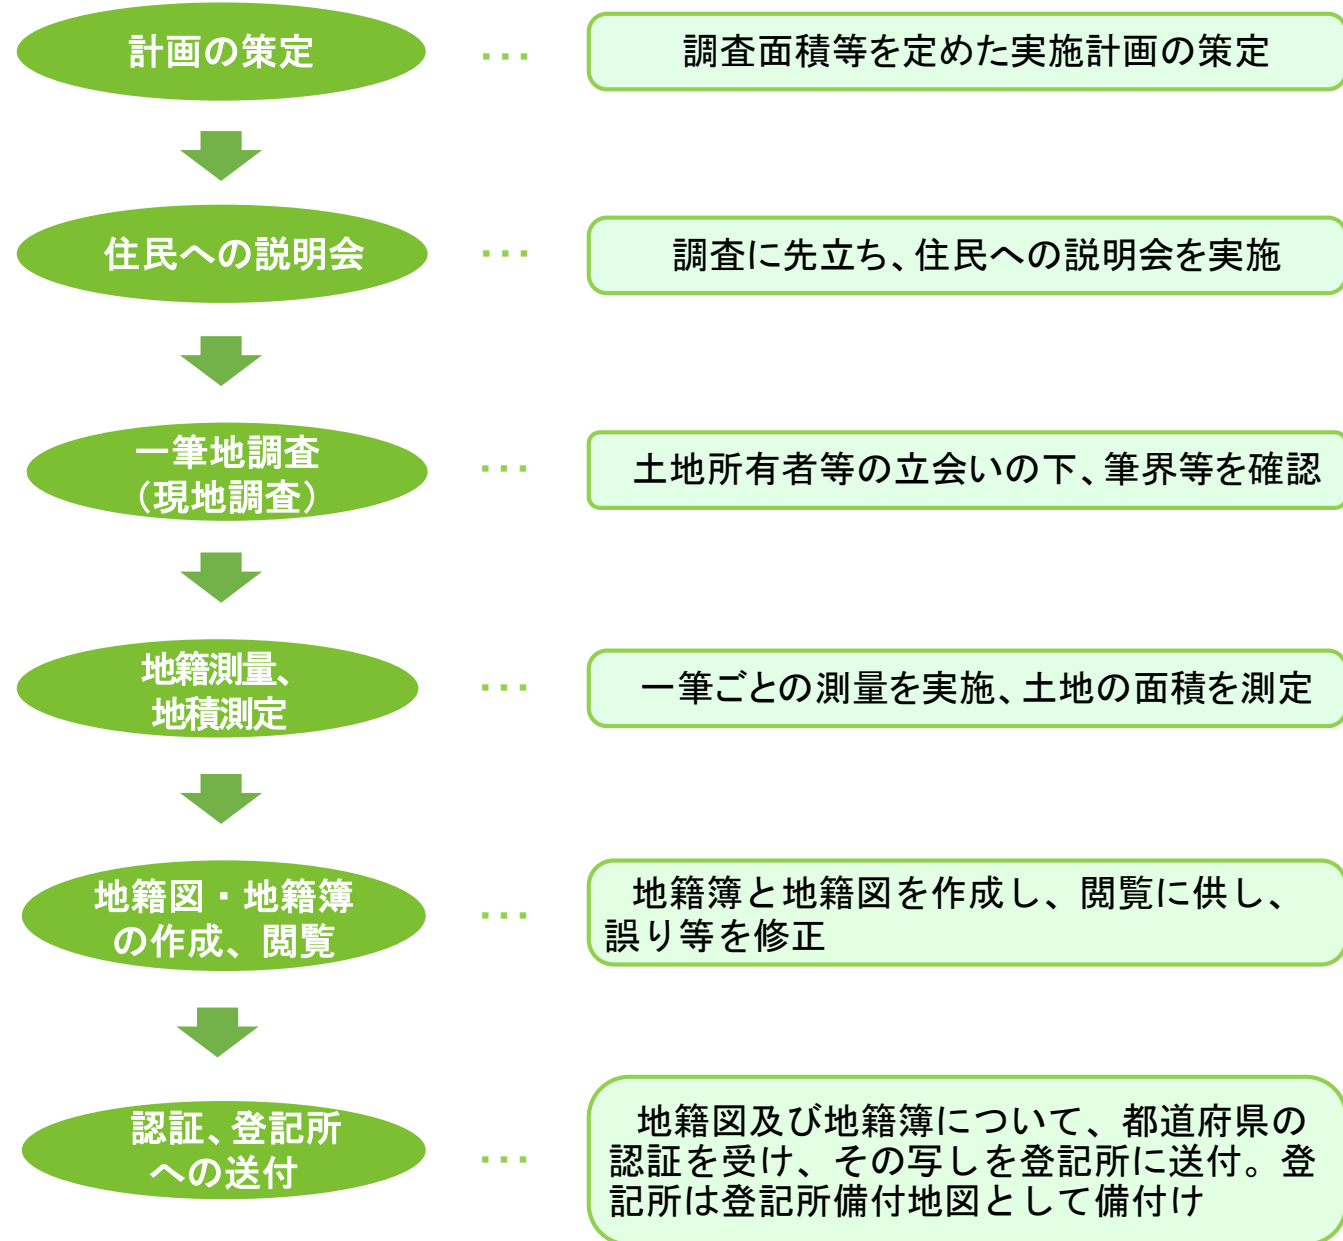 計画の策定
・・・
調査面積等を定めた実施計画の策定
住民への説明会
・・・
調査に先立ち、住民への説明会を実施
一筆地調査
（現地調査）
・・・
土地所有者等の立会いの下、筆界等を確認
地籍測量、
地積測定
・・・
一筆ごとの測量を実施、土地の面積を測定
地籍図・地籍簿
の作成、閲覧
・・・
地籍簿と地籍図を作成し、閲覧に供し、
誤り等を修正
認証、登記所
への送付
・・・
地籍図及び地籍簿について、都道府県の
認証を受け、その写しを登記所に送付。登
記所は登記所備付地図として備付け